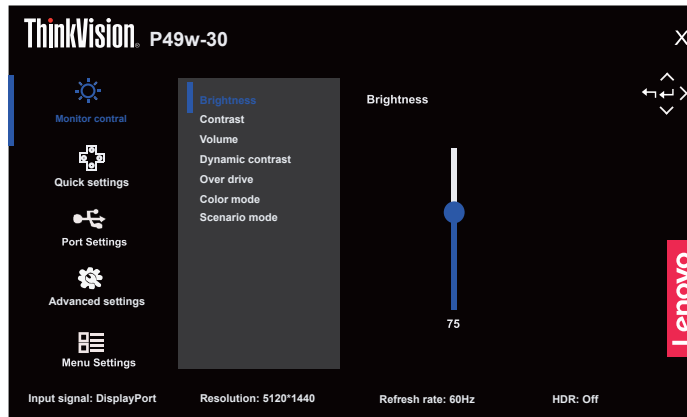 ThinkVision. P49w-30
X
Monitor contral
Quick settings
Port Settings
Advanced settings
Menu Settings
Brightness
Contrast
Volume
Dynamic contrast
Over drive
Color mode
Scenario mode
Brightness
75
Lenovo
Input signal: DisplayPort Resolution: 5120*1440 Refresh rate: 60Hz HDR: Off